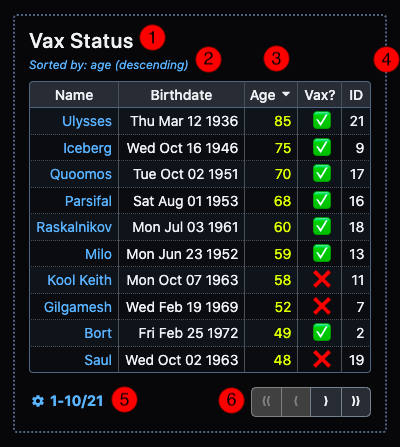 Vax Status 1
Sorted by: age (descending) 2 3 4
Name Birthdate Age Vax? ID
Ulysses Thu Mar 12 1936 85 ✅ 21
Iceberg Wed Oct 16 1946 75 ✅ 9
Quoomos Tue Oct 02 1951 70 ✅ 17
Parsifal Sat Aug 01 1953 68 ✅ 16
Raskalnikov Mon Jul 03 1961 60 ✅ 18
Milo Mon Jun 23 1952 59 ✅ 13
Kool Keith Mon Oct 07 1963 58 ❌ 11
Gilgamesh Wed Feb 19 1969 52 ❌ 7
Bort Fri Feb 25 1972 49 ✅ 2
Saul Wed Oct 02 1963 48 ❌ 19
1-10/21 5 6 ⟪ ⟨ ⟩ ⟫